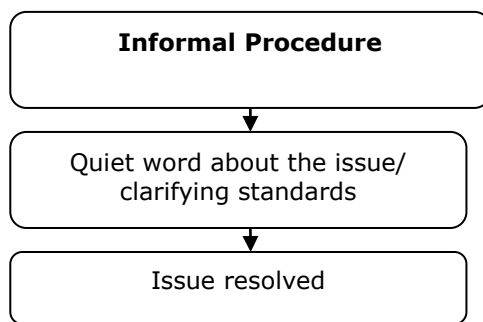 Informal Procedure
Quiet word about the issue/
clarifying standards
Issue resolved